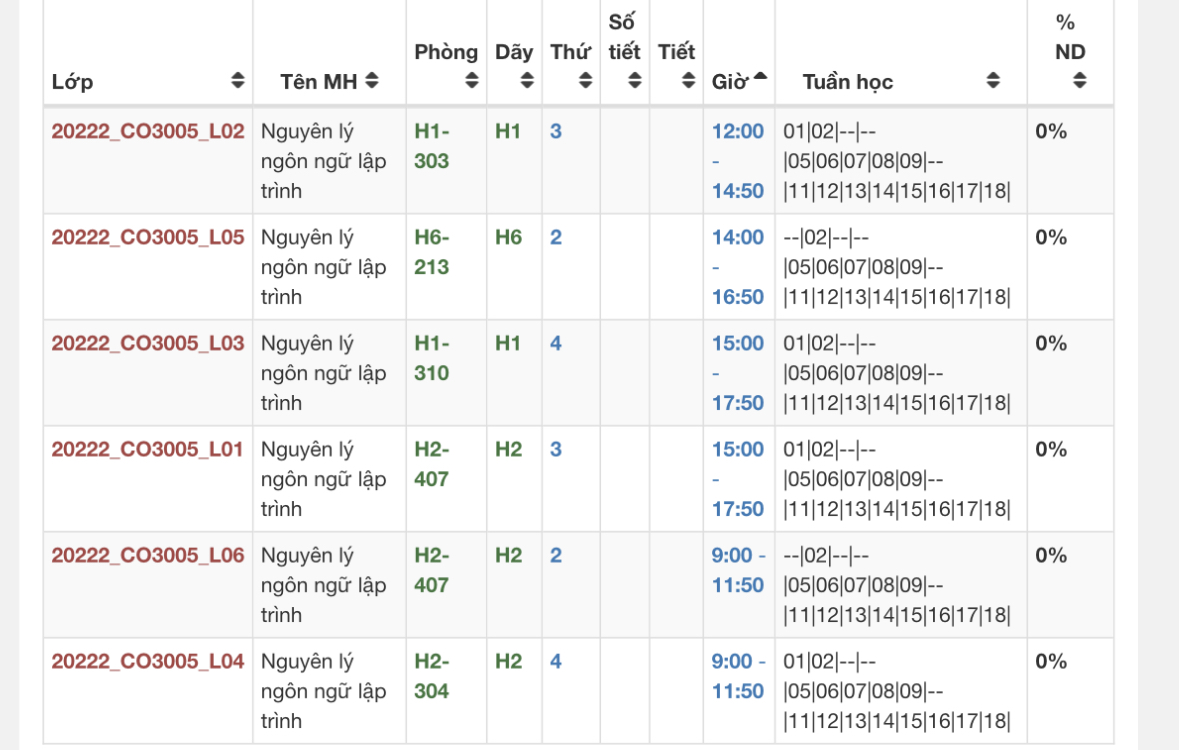 Lớp Tên MH Phòng Dãy Thứ Số tiết Tiết Giờ Tuần học % ND
20222_CO3005_L02 Nguyên lý H1- H1 3 12:00 01|02|--|-- 0%
ngôn ngữ lập 303 - |05|06|07|08|09|--
trình 14:50 |11|12|13|14|15|16|17|18|
20222_CO3005_L05 Nguyên lý H6- H6 2 14:00 --|02|--|-- 0%
ngôn ngữ lập 213 - |05|06|07|08|09|--
trình 16:50 |11|12|13|14|15|16|17|18|
20222_CO3005_L03 Nguyên lý H1- H1 4 15:00 01|02|--|-- 0%
ngôn ngữ lập 310 - |05|06|07|08|09|--
trình 17:50 |11|12|13|14|15|16|17|18|
20222_CO3005_L01 Nguyên lý H2- H2 3 15:00 01|02|--|-- 0%
ngôn ngữ lập 407 - |05|06|07|08|09|--
trình 17:50 |11|12|13|14|15|16|17|18|
20222_CO3005_L06 Nguyên lý H2- H2 2 9:00 - --|02|--|-- 0%
ngôn ngữ lập 407 11:50 |05|06|07|08|09|--
trình |11|12|13|14|15|16|17|18|
20222_CO3005_L04 Nguyên lý H2- H2 4 9:00 - 01|02|--|-- 0%
ngôn ngữ lập 304 11:50 |05|06|07|08|09|--
trình |11|12|13|14|15|16|17|18|